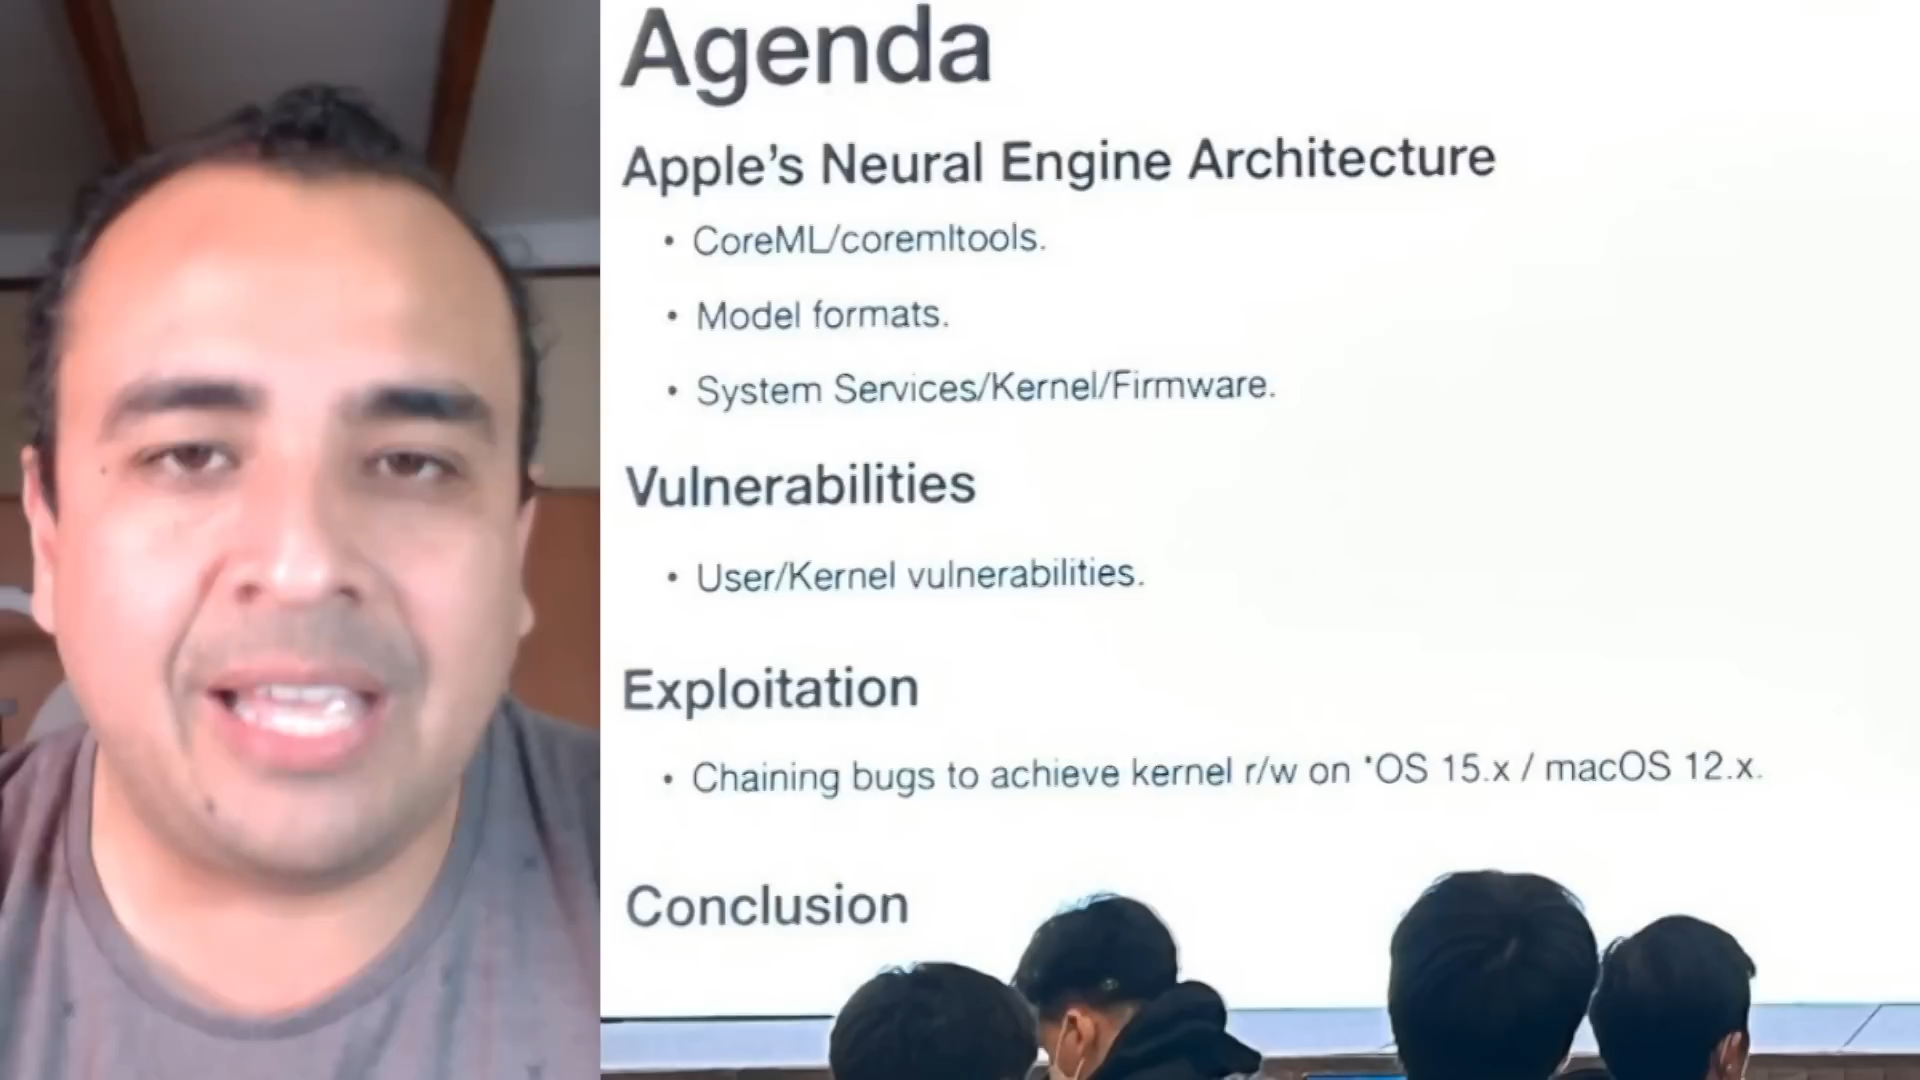 Agenda
Apple's Neural Engine Architecture
• CoreML/coremltools.
• Model formats.
• System Services/Kernel/Firmware.
Vulnerabilities
• User/Kernel vulnerabilities.
Exploitation
• Chaining bugs to achieve kernel r/w on *OS 15.x / macOS 12.x.
Conclusion